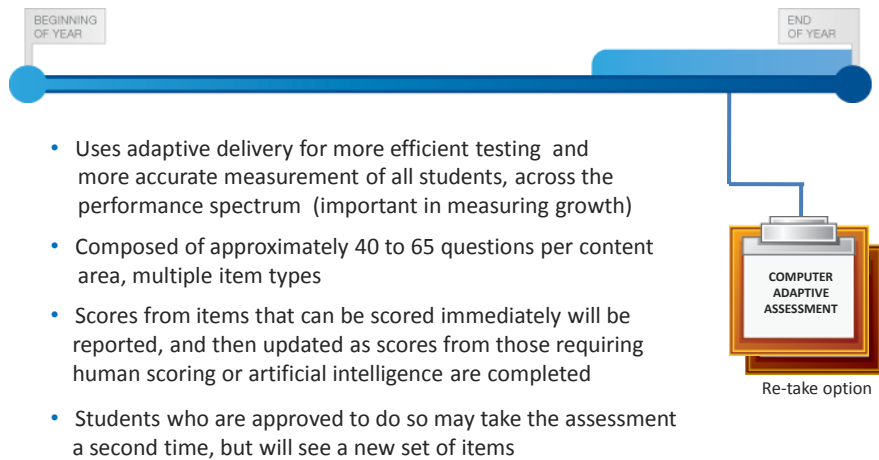 BEGINNING
OF YEAR
END
OF YEAR
• Uses adaptive delivery for more efficient testing and
more accurate measurement of all students, across the
performance spectrum (important in measuring growth)
• Composed of approximately 40 to 65 questions per content
area, multiple item types
• Scores from items that can be scored immediately will be
reported, and then updated as scores from those requiring
human scoring or artificial intelligence are completed
• Students who are approved to do so may take the assessment
a second time, but will see a new set of items
COMPUTER
ADAPTIVE
ASSESSMENT
Re-take option